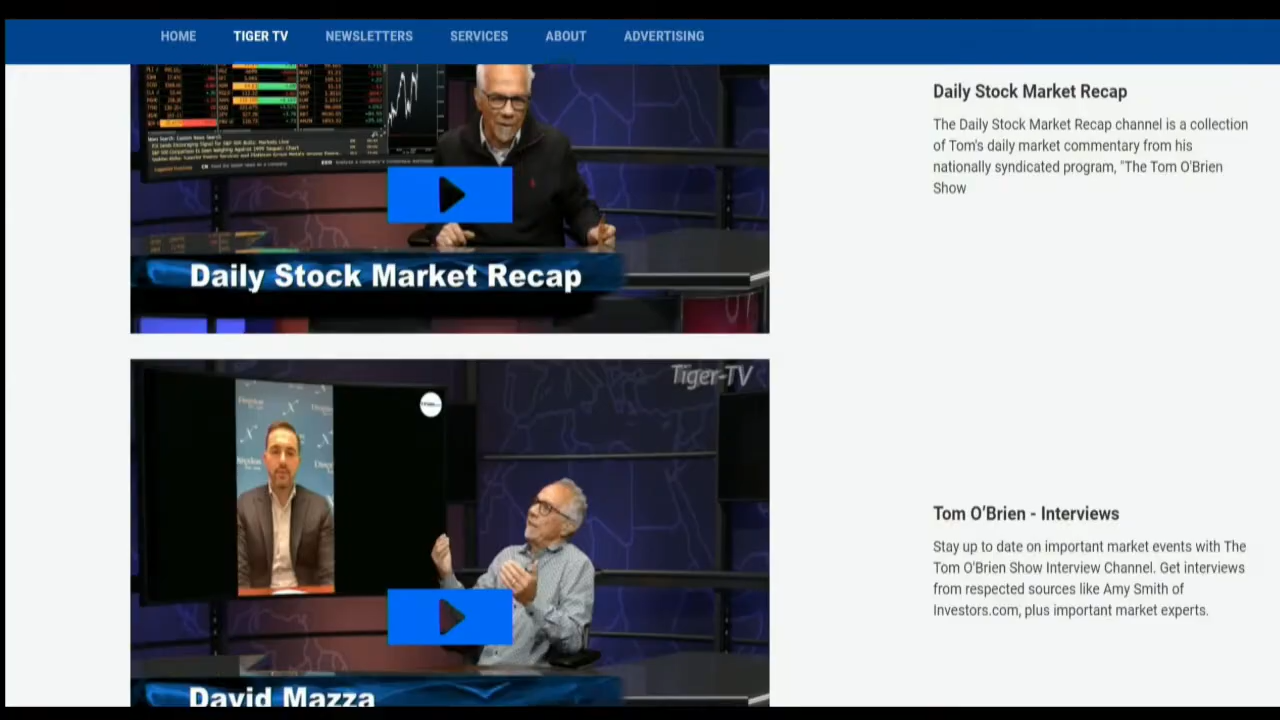 HOME TIGER TV NEWSLETTERS SERVICES ABOUT ADVERTISING
Daily Stock Market Recap
Daily Stock Market Recap
The Daily Stock Market Recap channel is a collection
of Tom's daily market commentary from his
nationally syndicated program, "The Tom O'Brien
Show
Tiger-TV
David Mazza
Tom O’Brien - Interviews
Stay up to date on important market events with The
Tom O'Brien Show Interview Channel. Get interviews
from respected sources like Amy Smith of
Investors.com, plus important market experts.